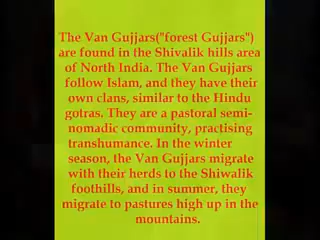 The Van Gujjars("forest Gujjars")
are found in the Shivalik hills area
of North India. The Van Gujjars
follow Islam, and they have their
own clans, similar to the Hindu
gotras. They are a pastoral semi-
nomadic community, practising
transhumance. In the winter
season, the Van Gujjars migrate
with their herds to the Shiwalik
foothills, and in summer, they
migrate to pastures high up in the
mountains.